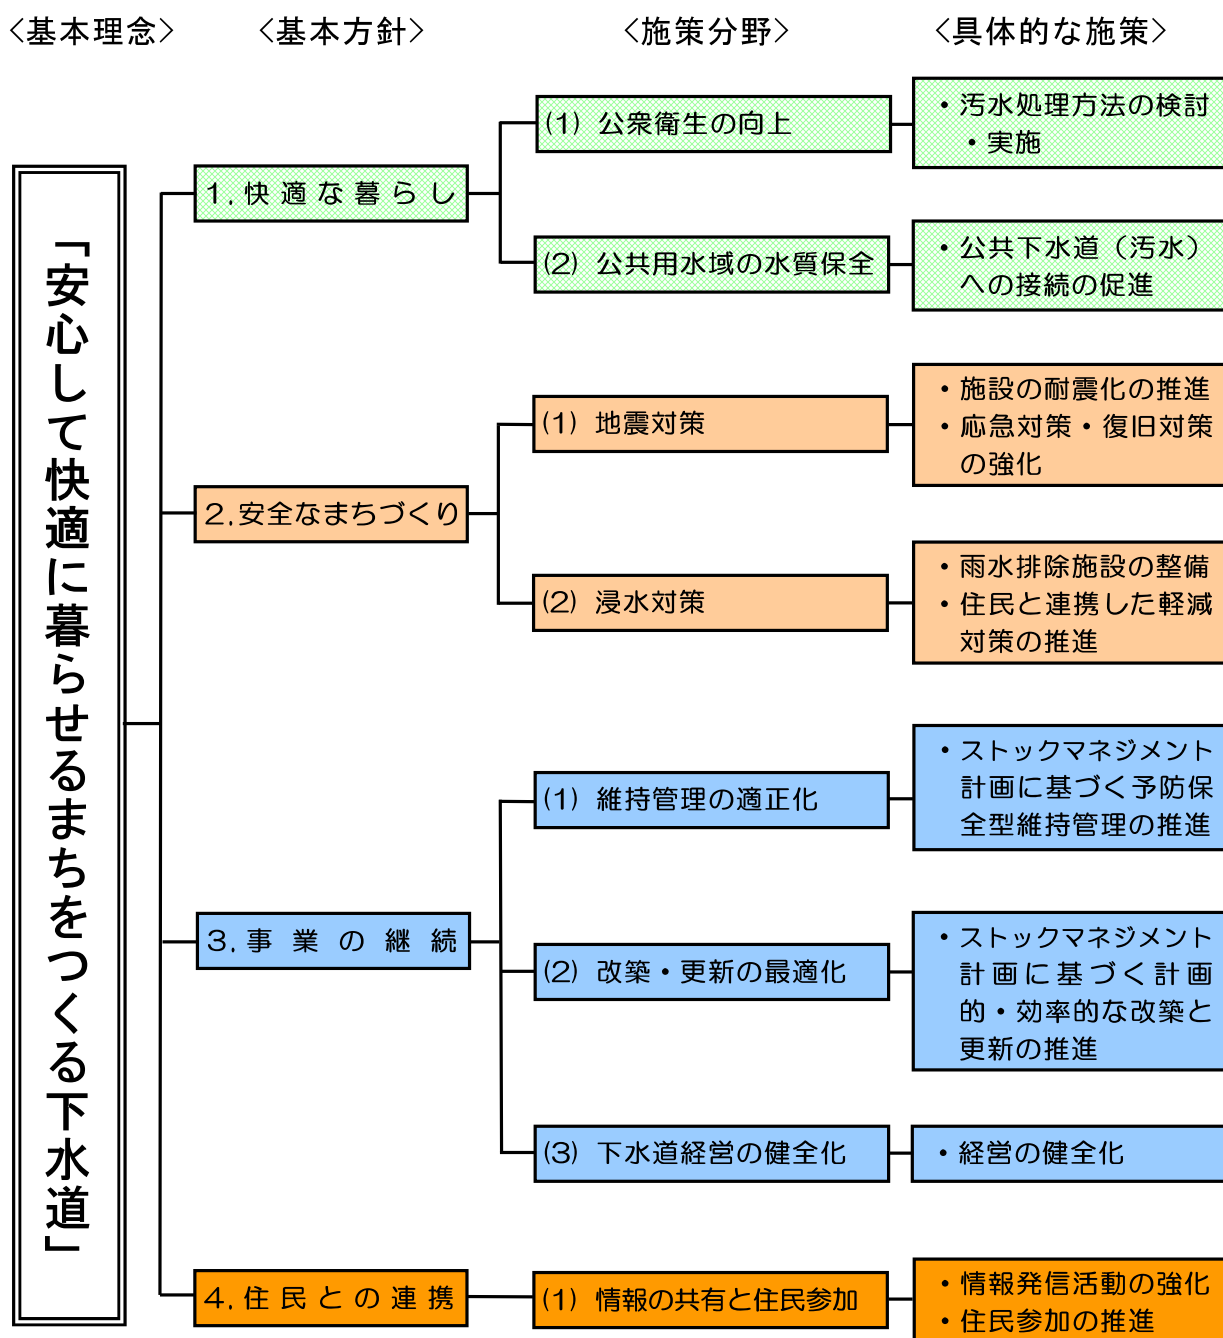 〈基本理念〉
〈基本方針〉
〈施策分野〉
〈具体的な施策〉
「安心して快適に暮らせるまちをつくる下水道」
1.快適な暮らし
(1) 公衆衛生の向上
・汚水処理方法の検討
・実施
(2) 公共用水域の水質保全
・公共下水道（汚水）
への接続の促進
2.安全なまちづくり
(1) 地震対策
・施設の耐震化の推進
・応急対策・復旧対策
の強化
(2) 浸水対策
・雨水排除施設の整備
・住民と連携した軽減
対策の推進
3.事業の継続
(1) 維持管理の適正化
・ストックマネジメント
計画に基づく予防保
全型維持管理の推進
(2) 改築・更新の最適化
・ストックマネジメント
計画に基づく計画
的・効率的な改築と
更新の推進
(3) 下水道経営の健全化
・経営の健全化
4.住民との連携
(1) 情報の共有と住民参加
・情報発信活動の強化
・住民参加の推進